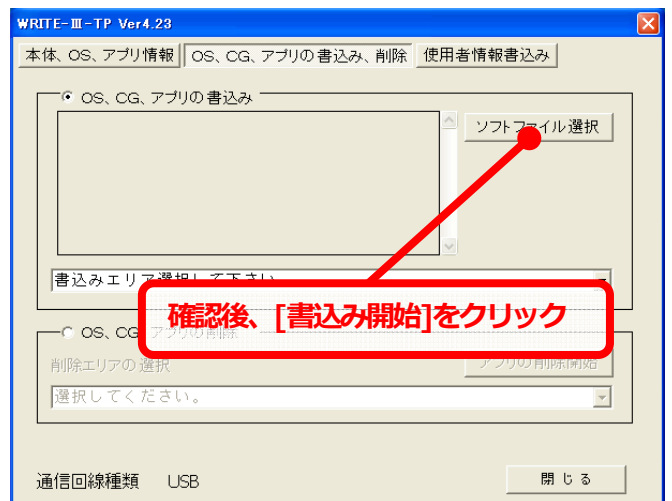 WRITE-Ⅲ-TP Ver4.23
本体、OS、アプリ情報 OS、CG、アプリの書込み、削除 使用者情報書込み
OS、CG、アプリの書込み
ソフトファイル選択
書込みエリア選択して下さい
確認後、[書込み開始]をクリック
OS、CG、アプリの削除
削除エリアの選択 アプリの削除開始
選択してください。
通信回線種類 USB 閉じる